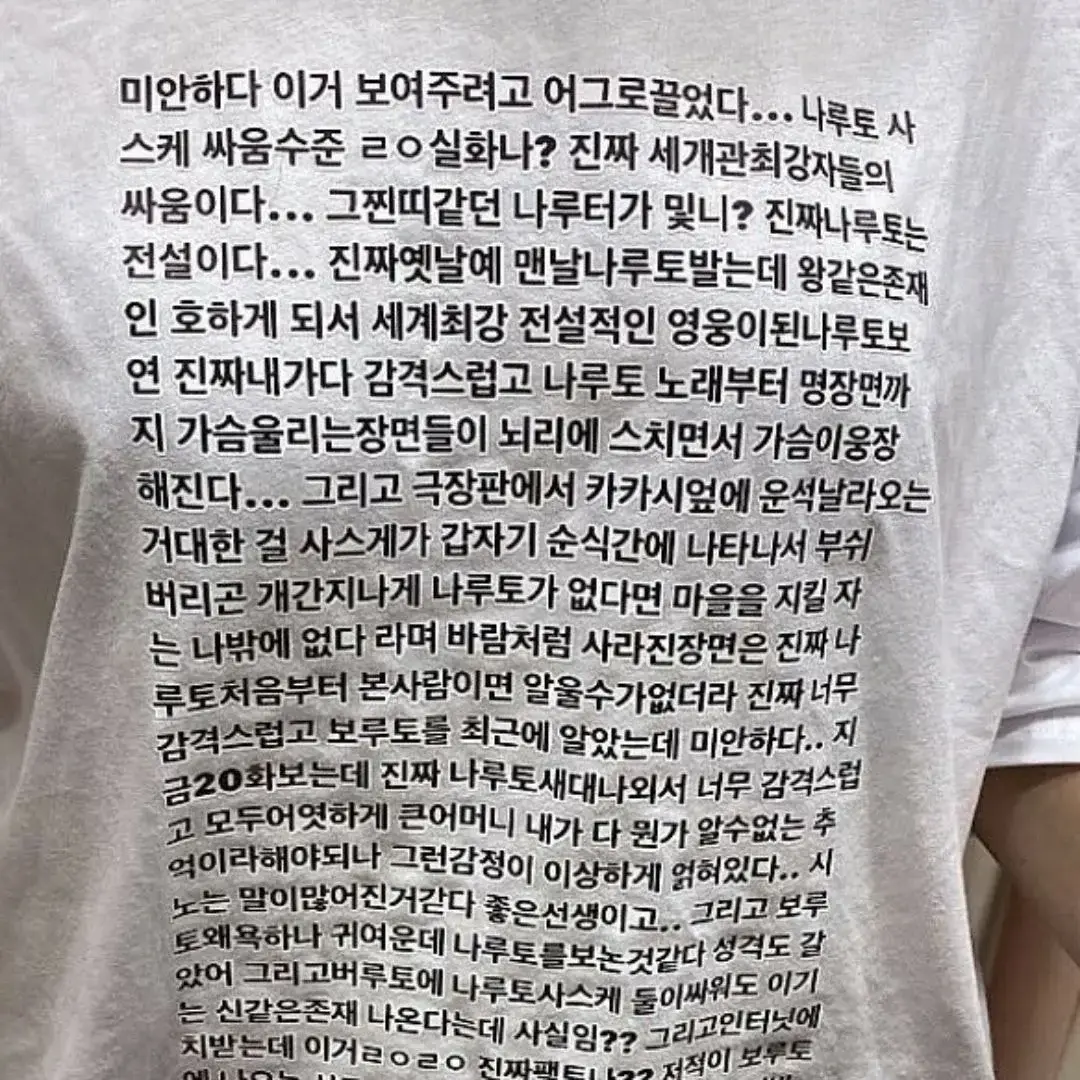 미안하다 이거 보여주려고 어그로끌었다... 나루토 사
스케 싸움수준 ㄹㅇ실화냐? 진짜 세계관최강자들의
싸움이다... 그찐따같던 나루터가 맞니? 진짜나루토는
전설이다... 진짜옛날에 맨날나루토발는데 왕같은존재
인 호하게 되서 세계최강 전설적인 영웅이된나루토보
연 진짜내가다 감격스럽고 나루토 노래부터 명장면까
지 가슴울리는장면들이 뇌리에 스치면서 가슴이웅장
해진다... 그리고 극장판에서 카카시엎에 운석날라오는
거대한 걸 사스게가 갑자기 순식간에 나타나서 부쉬
버리곤 개간지나게 나루토가 없다면 마을을 지킬 자
는 나밖에 없다 라며 바람처럼 사라진장면은 진짜 나
루토처음부터 본사람이면 알울수가없더라 진짜 너무
감격스럽고 보루토를 최근에 알았는데 미안하다.. 지
금20화보는데 진짜 나루토새대나외서 너무 감격스럽
고 모두어엿하게 큰어머니 내가 다 뭔가 알수없는 추
억이라해야되나 그런감정이 이상하게 얽혀있다.. 시
노는 말이많어진거같다 좋은선생이고.. 그리고 보루
토왜욕하냐 귀여운데 나루토를보는것같다 성격도 갈
았어 그리고버루토에 나루토사스케 둘이싸워도 이기
는 신같은존재 나온다는데 사실임?? 그리고인터닛에
치받는데 이거ㄹㅇㄹㅇ 진짜팩트냐?? 저적이 보루토